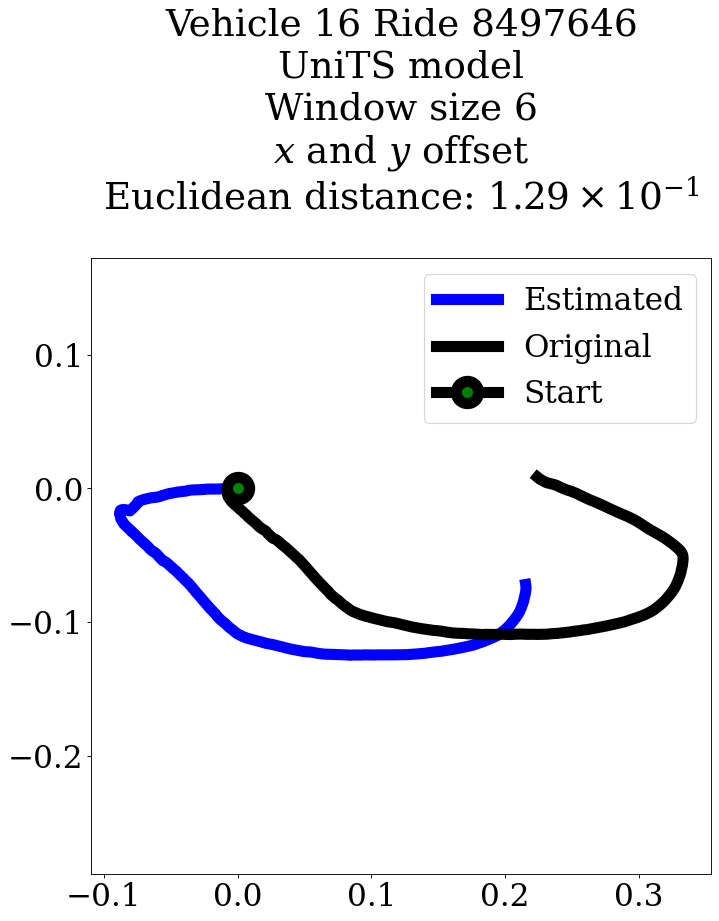 Vehicle 16 Ride 8497646
UniTS model
Window size 6
x and y offset
Euclidean distance: 1.29 × 10⁻¹
Estimated
Original
Start
0.1
0.0
−0.1
−0.2
−0.1 0.0 0.1 0.2 0.3